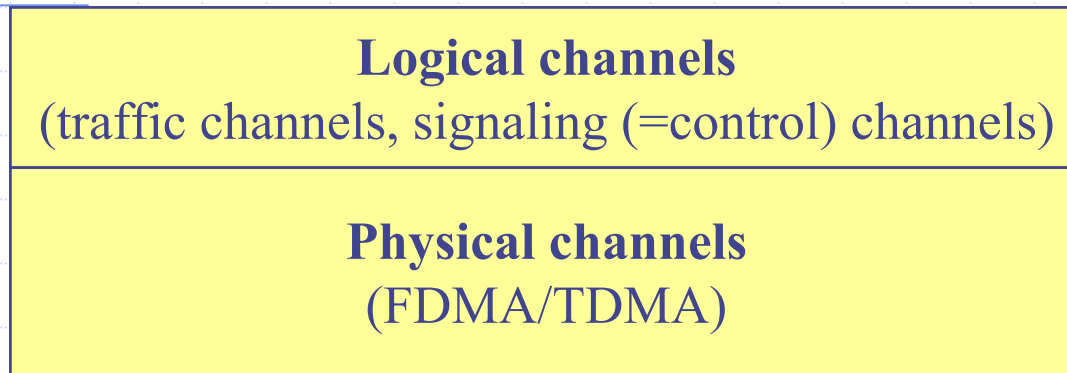 Logical channels
(traffic channels, signaling (=control) channels)
Physical channels
(FDMA/TDMA)